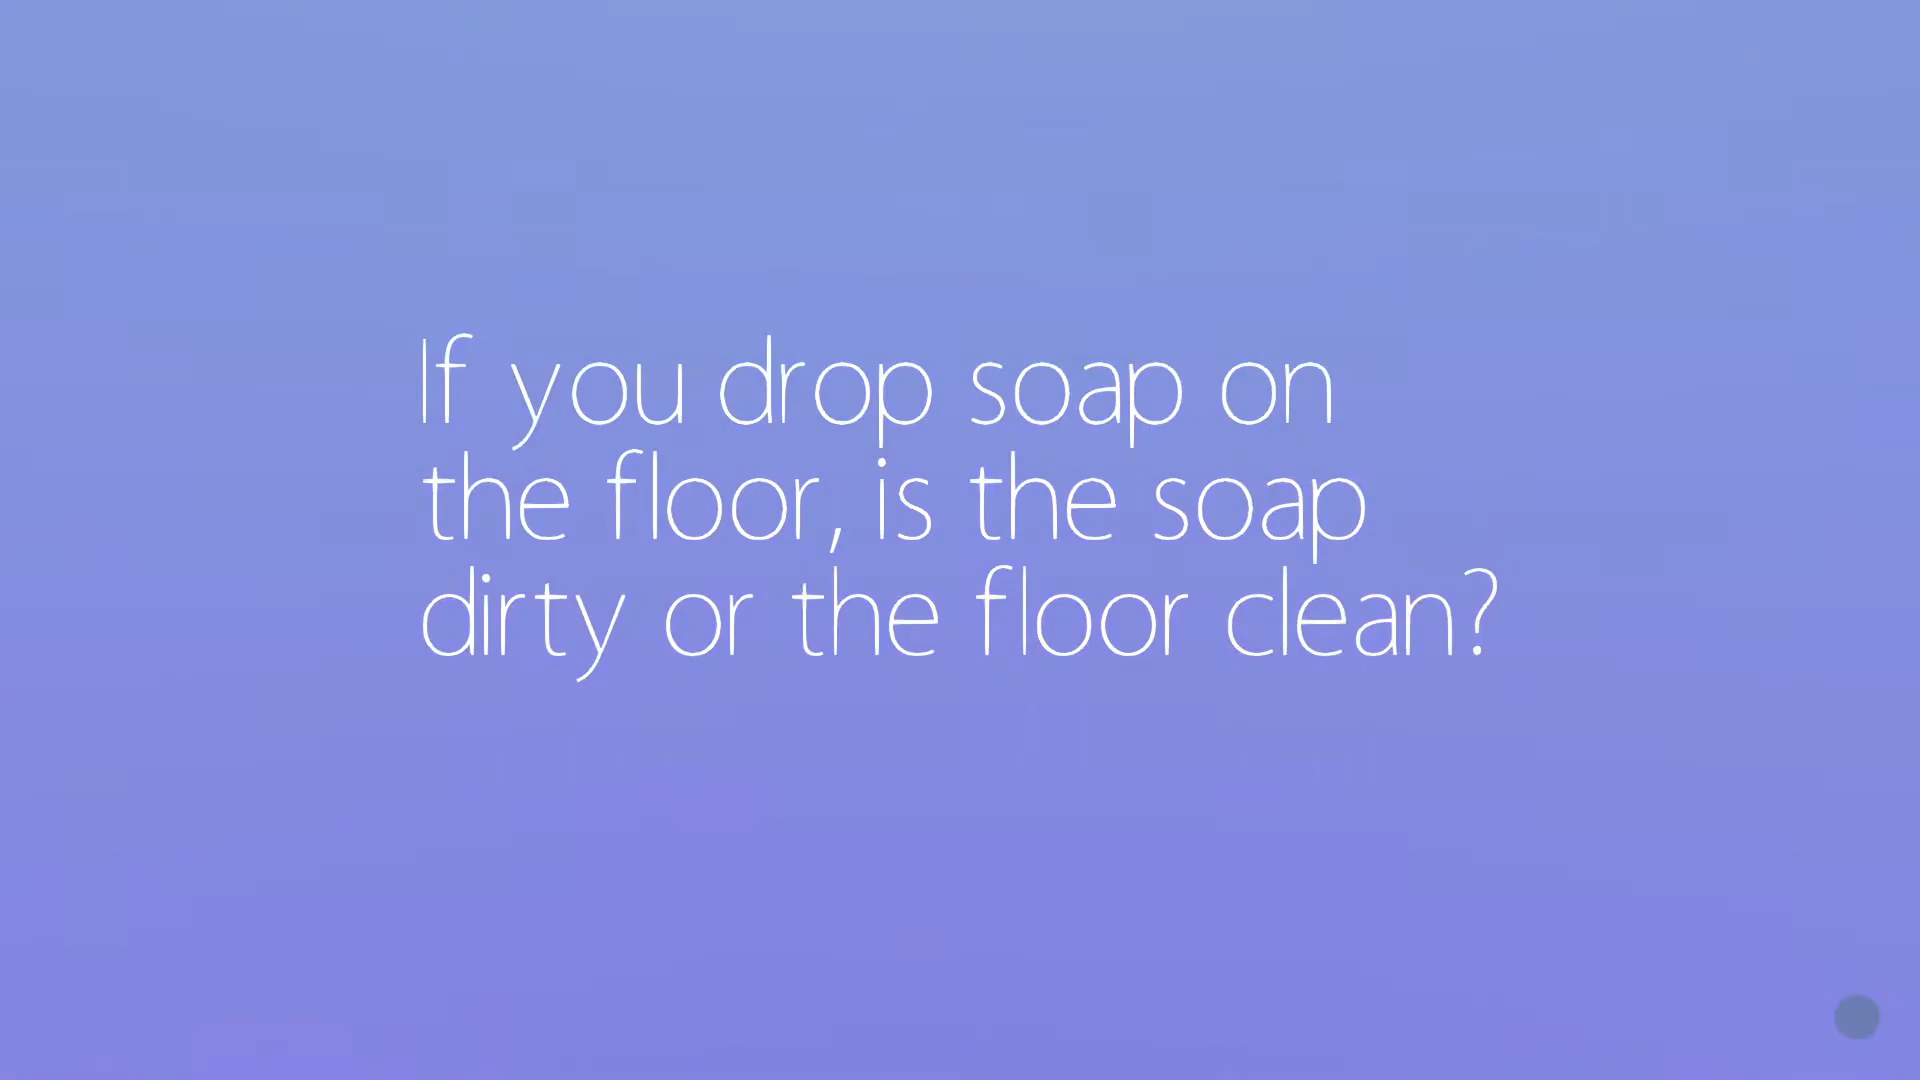 If you drop soap on
the floor, is the soap
dirty or the floor clean?